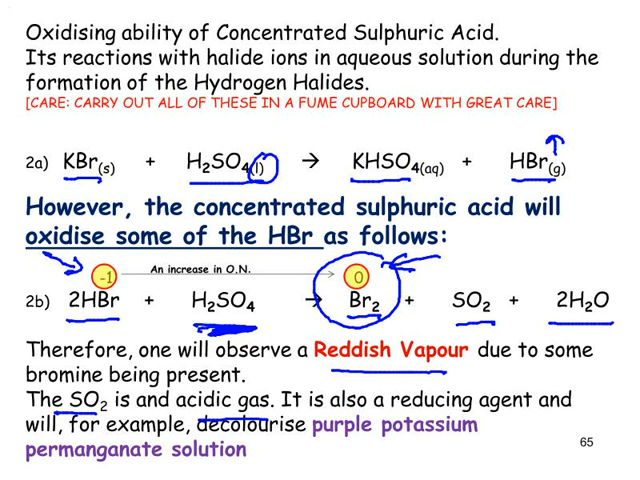 Oxidising ability of Concentrated Sulphuric Acid.
Its reactions with halide ions in aqueous solution during the
formation of the Hydrogen Halides.
[CARE: CARRY OUT ALL OF THESE IN A FUME CUPBOARD WITH GREAT CARE]
2a) KBr(s) + H₂SO₄(l) → KHSO₄(aq) + HBr(g)
However, the concentrated sulphuric acid will
oxidise some of the HBr as follows:
-1 An increase in O.N. 0
2b) 2HBr + H₂SO₄ → Br₂ + SO₂ + 2H₂O
Therefore, one will observe a Reddish Vapour due to some
bromine being present.
The SO₂ is and acidic gas. It is also a reducing agent and
will, for example, decolourise purple potassium
permanganate solution
65